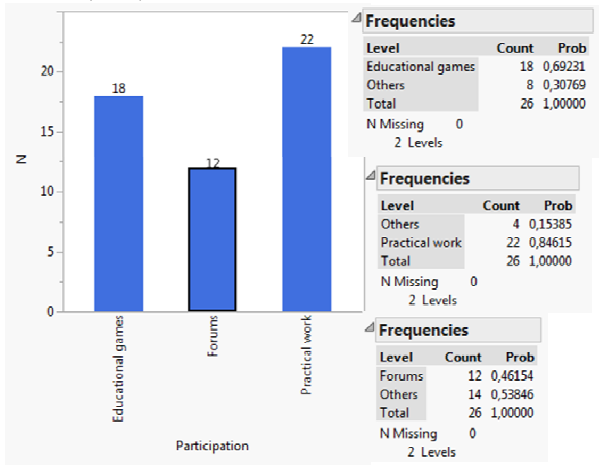 22
20
18
15
12
10
5
0
N
Educational games
Forums
Practical work
Participation
Frequencies
Level Count Prob
Educational games 18 0,69231
Others 8 0,30769
Total 26 1,00000
N Missing 0
2 Levels
Frequencies
Level Count Prob
Others 4 0,15385
Practical work 22 0,84615
Total 26 1,00000
N Missing 0
2 Levels
Frequencies
Level Count Prob
Forums 12 0,46154
Others 14 0,53846
Total 26 1,00000
N Missing 0
2 Levels